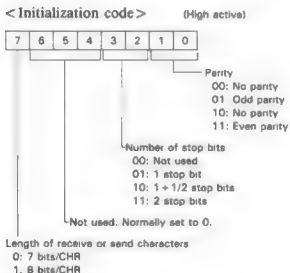 <Initialization code> (High active)
7 6 5 4 3 2 1 0
Parity
00: No parity
01 Odd parity
10: No parity
11: Even parity
Number of stop bits
00: Not used
01: 1 stop bit
10: 1 + 1/2 stop bits
11: 2 stop bits
Not used. Normally set to 0.
Length of receive or send characters
0: 7 bits/CHR
1. 8 bits/CHR